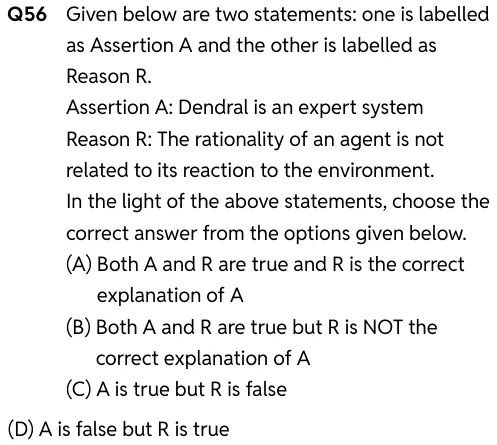 Q56 Given below are two statements: one is labelled
as Assertion A and the other is labelled as
Reason R.
Assertion A: Dendral is an expert system
Reason R: The rationality of an agent is not
related to its reaction to the environment.
In the light of the above statements, choose the
correct answer from the options given below.
(A) Both A and R are true and R is the correct
explanation of A
(B) Both A and R are true but R is NOT the
correct explanation of A
(C) A is true but R is false
(D) A is false but R is true